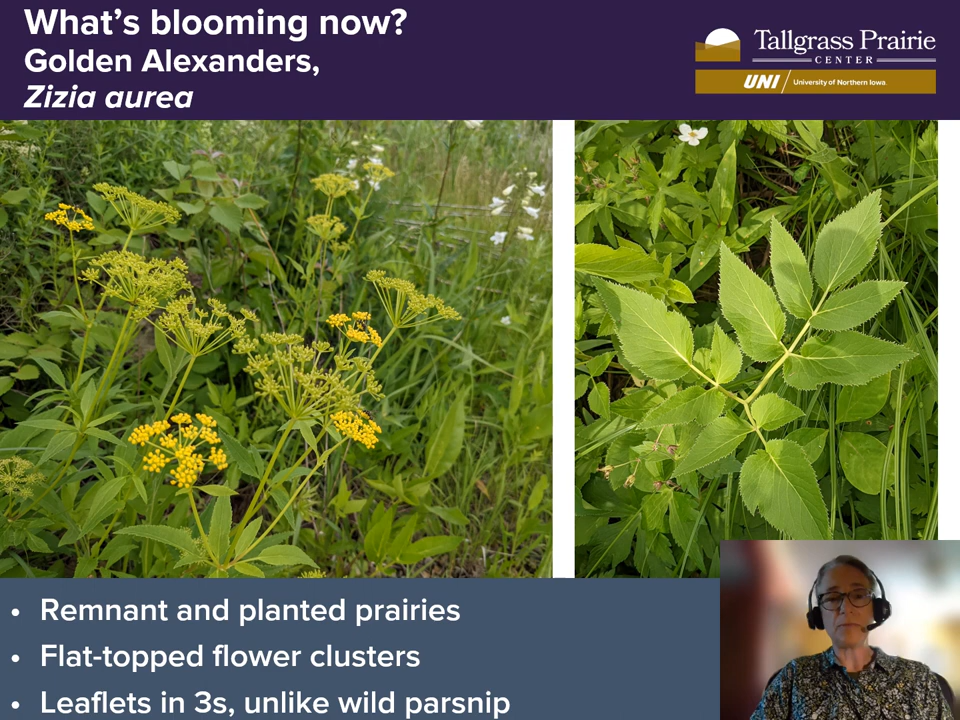 What’s blooming now?
Golden Alexanders,
Zizia aurea
Tallgrass Prairie
CENTER
UNI University of Northern Iowa
• Remnant and planted prairies
• Flat-topped flower clusters
• Leaflets in 3s, unlike wild parsnip